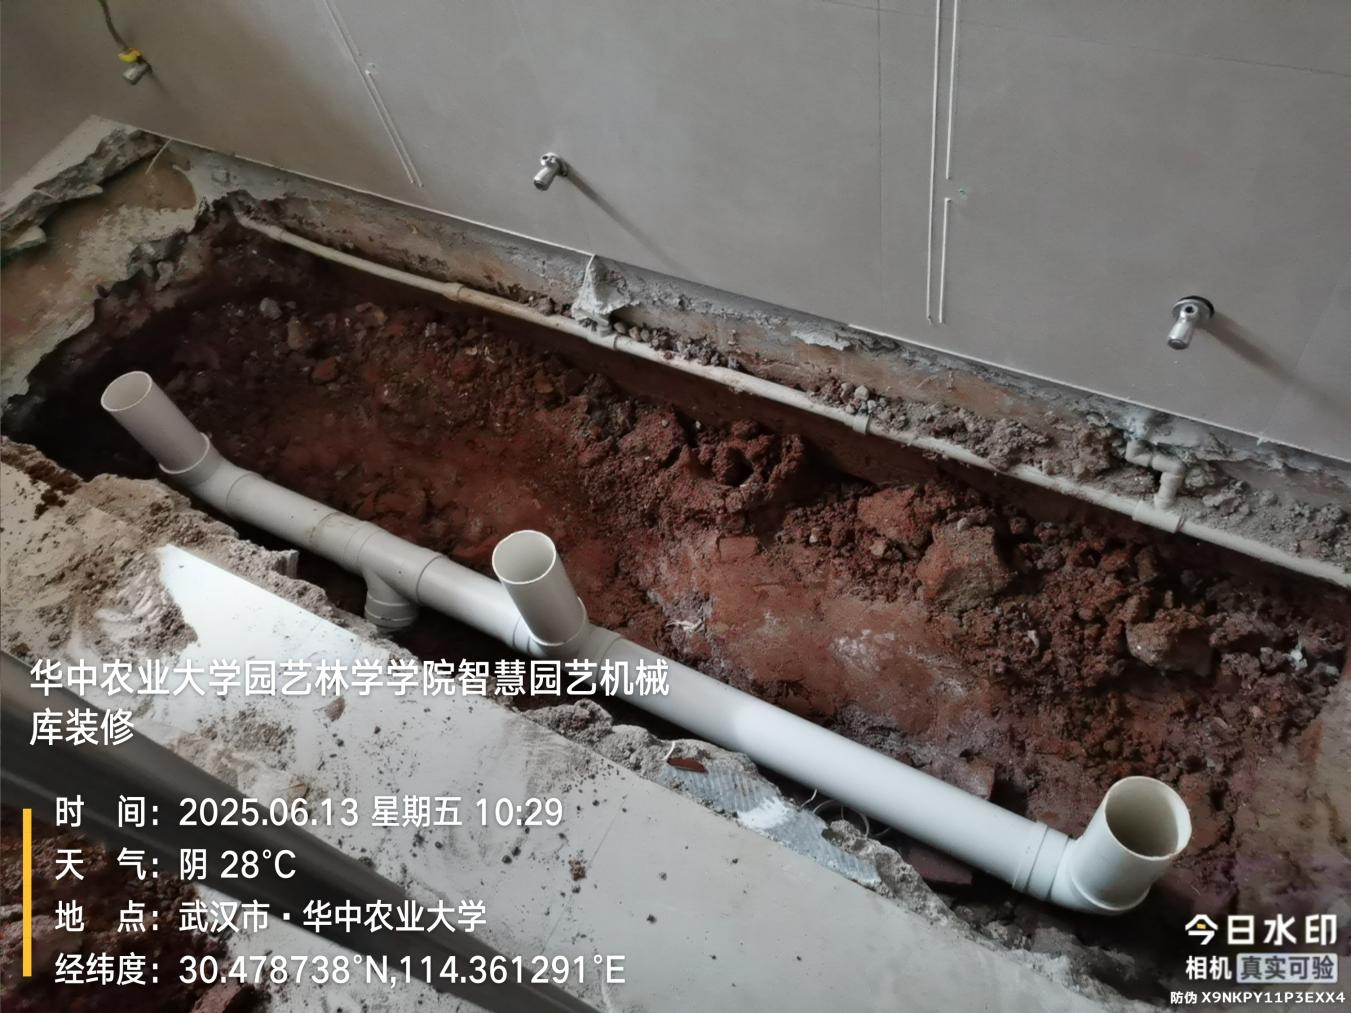 华中农业大学园艺林学学院智慧园艺机械
库装修
时 间：2025.06.13 星期五 10:29
天 气：阴 28℃
地 点：武汉市·华中农业大学
经纬度：30.478738°N,114.361291°E
今日水印
相机 真实可验
防伪 X9NKPY11P3EXX4